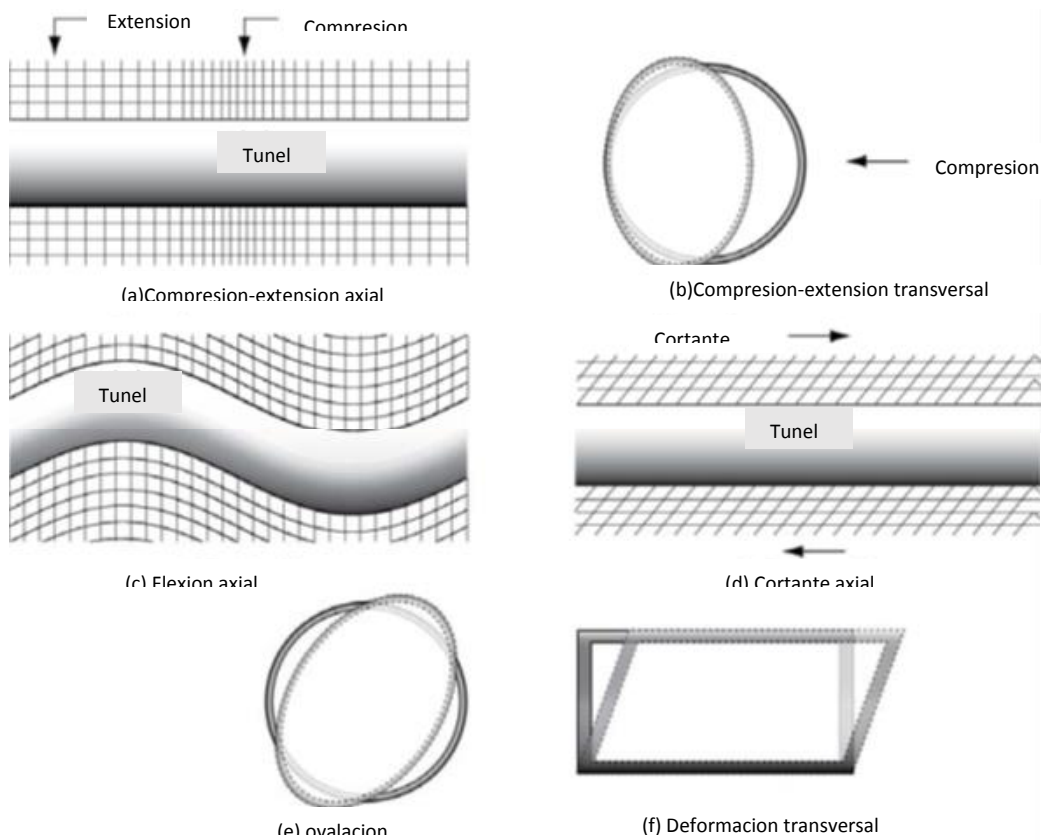 Extension
Compresion
Tunel
(a)Compresion-extension axial
Compresion
(b)Compresion-extension transversal
Tunel
(c) Flexion axial
Cortante
Tunel
(d) Cortante axial
(e) ovalacion
(f) Deformacion transversal